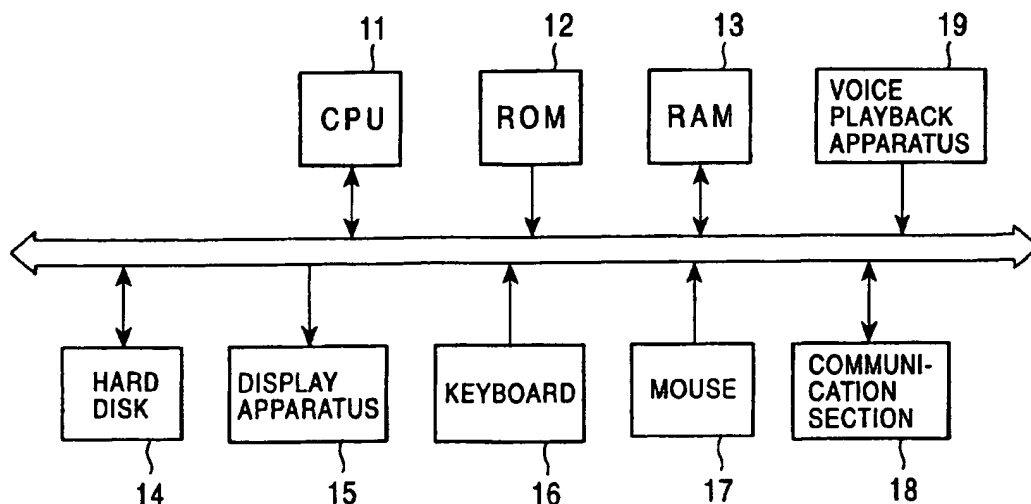 11
12
13
19
CPU
ROM
RAM
VOICE
PLAYBACK
APPARATUS
HARD
DISK
DISPLAY
APPARATUS
KEYBOARD
MOUSE
COMMUNI-
CATION
SECTION
14
15
16
17
18